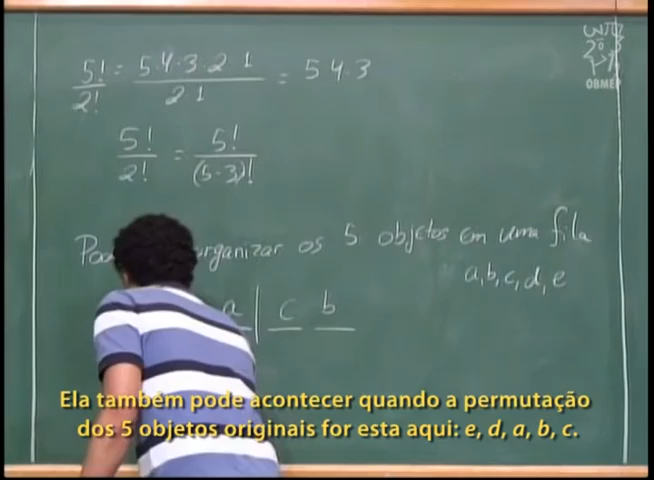 5!/2! = 5·4·3·2 1/2 1 = 5 4·3
OBMEP
5!/2! = 5!/(5-3)!
organizar os 5 objetos em uma fila
a,b,c,d,e
a | c b
Ela também pode acontecer quando a permutação
dos 5 objetos originais for esta aqui: e, d, a, b, c.